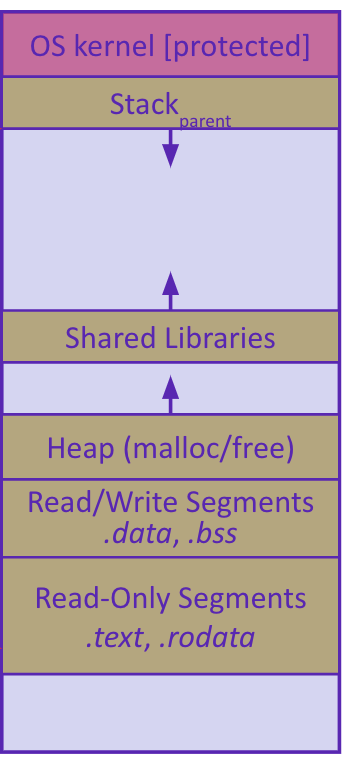 OS kernel [protected]
Stack parent
Shared Libraries
Heap (malloc/free)
Read/Write Segments
.data, .bss
Read-Only Segments
.text, .rodata